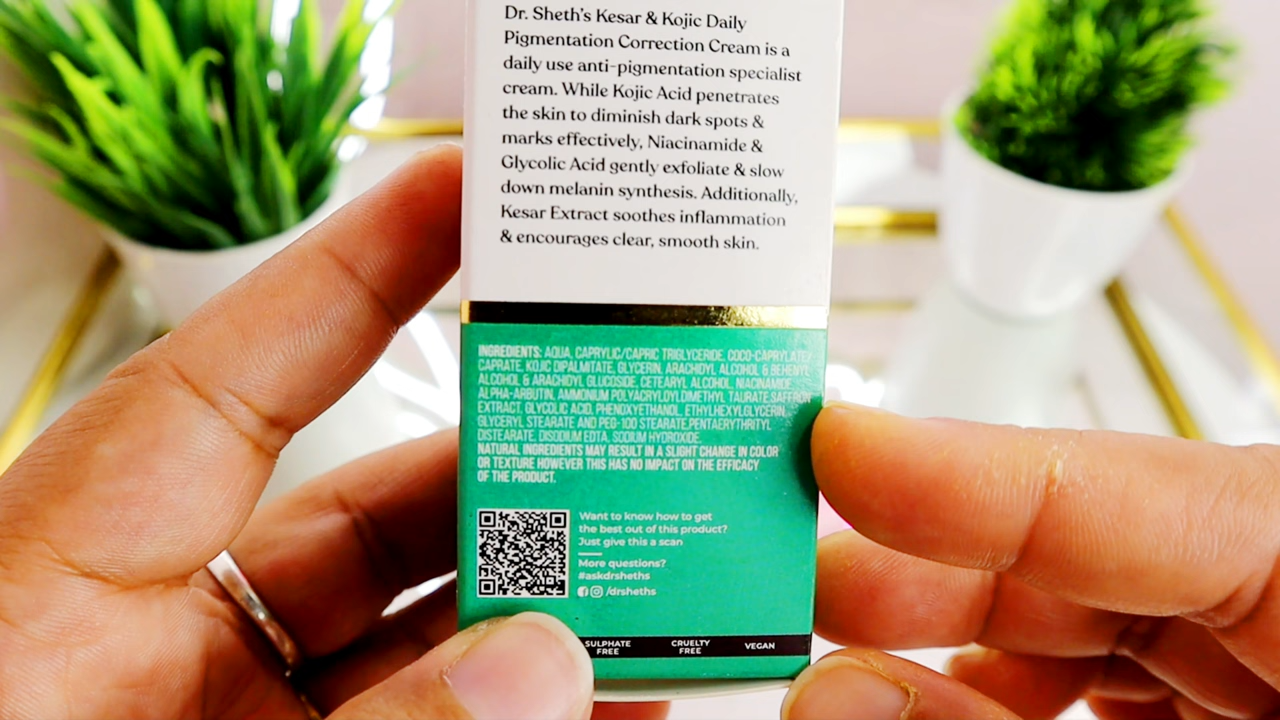 Dr. Sheth's Kesar & Kojic Daily
Pigmentation Correction Cream is a
daily use anti-pigmentation specialist
cream. While Kojic Acid penetrates
the skin to diminish dark spots &
marks effectively, Niacinamide &
Glycolic Acid gently exfoliate & slow
down melanin synthesis. Additionally,
Kesar Extract soothes inflammation
& encourages clear, smooth skin.
INGREDIENTS: AQUA, CAPRYLIC/CAPRIC TRIGLYCERIDE, COCO-CAPRYLATE/
CAPRATE, KOJIC DIPALMITATE, GLYCERIN, ARACHIDYL ALCOHOL & BEHENYL
ALCOHOL & ARACHIDYL GLUCOSIDE, CETEARYL ALCOHOL, NIACINAMIDE,
ALPHA-ARBUTIN, AMMONIUM POLYACRYLOYLDIMETHYL TAURATE,SAFFRON
EXTRACT, GLYCOLIC ACID, PHENOXYETHANOL, ETHYLHEXYLGLYCERIN,
GLYCERYL STEARATE AND PEG-100 STEARATE,PENTAERYTHRITYL
DISTEARATE, DISODIUM EDTA, SODIUM HYDROXIDE.
NATURAL INGREDIENTS MAY RESULT IN A SLIGHT CHANGE IN COLOR
OR TEXTURE HOWEVER THIS HAS NO IMPACT ON THE EFFICACY
OF THE PRODUCT.
Want to know how to get
the best out of this product?
Just give this a scan
More questions?
#askdrsheths
/drsheths
SULPHATE FREE
CRUELTY FREE
VEGAN